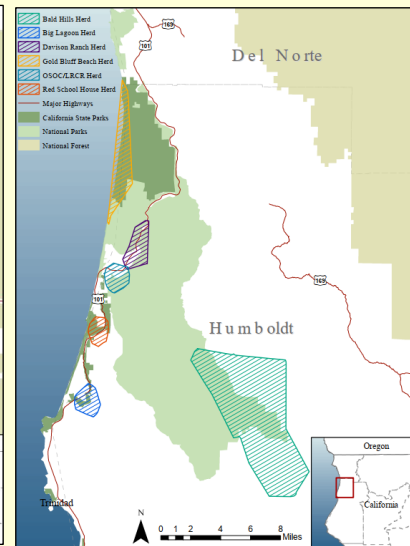 Bald Hills Herd
Big Lagoon Herd
Davison Ranch Herd
Gold Bluff Beach Herd
OSOC/LRCR Herd
Red School House Herd
Major Highways
California State Parks
National Parks
National Forest
169
101
Del Norte
169
101
Humboldt
Trinidad
N
0 1 2 4 6 8
Miles
Oregon
California